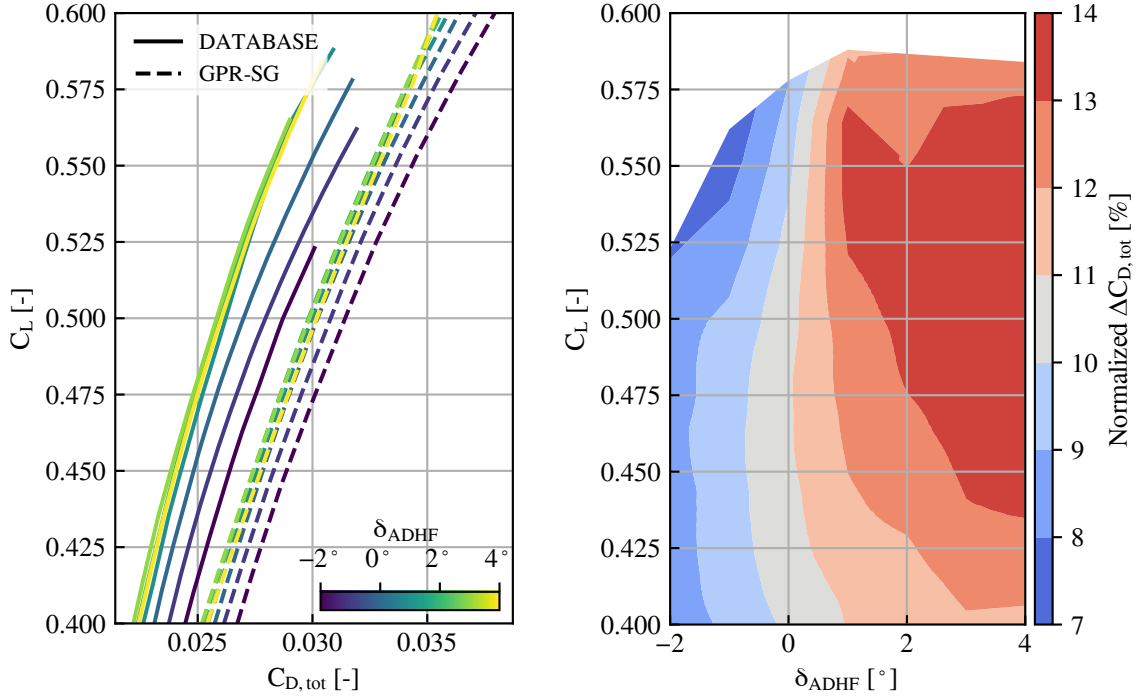 DATABASE
GPR-SG
0.600
0.575
0.550
0.525
0.500
0.475
0.450
0.425
0.400
C_L [-]
δ_ADHF
−2° 0° 2° 4°
0.025 0.030 0.035
C_D, tot [-]
0.600
0.575
0.550
0.525
0.500
0.475
0.450
0.425
0.400
C_L [-]
−2 0 2 4
δ_ADHF [°]
14
13
12
11
10
9
8
7
Normalized ΔC_D, tot [%]